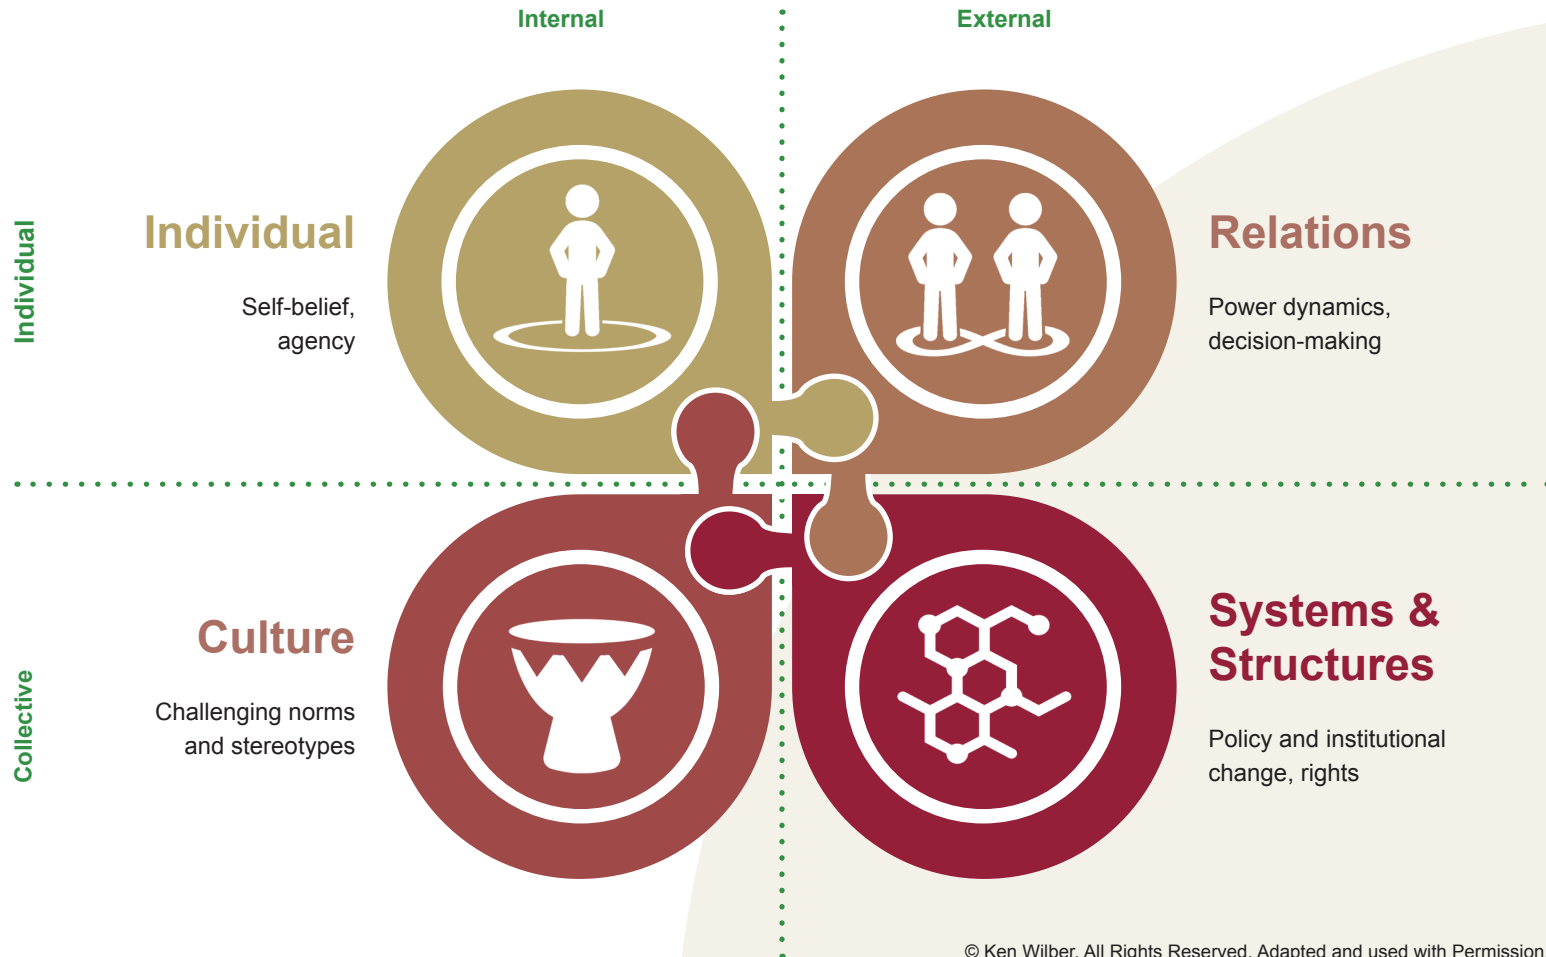 Internal
External
Individual
Individual
Self-belief,
agency
Relations
Power dynamics,
decision-making
Collective
Culture
Challenging norms
and stereotypes
Systems &
Structures
Policy and institutional
change, rights
© Ken Wilber. All Rights Reserved. Adapted and used with Permission